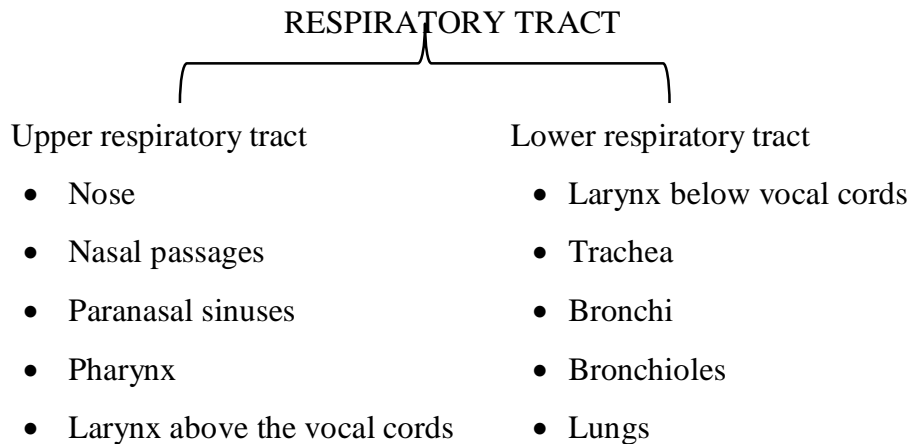 RESPIRATORY TRACT
Upper respiratory tract
• Nose
• Nasal passages
• Paranasal sinuses
• Pharynx
• Larynx above the vocal cords
Lower respiratory tract
• Larynx below vocal cords
• Trachea
• Bronchi
• Bronchioles
• Lungs